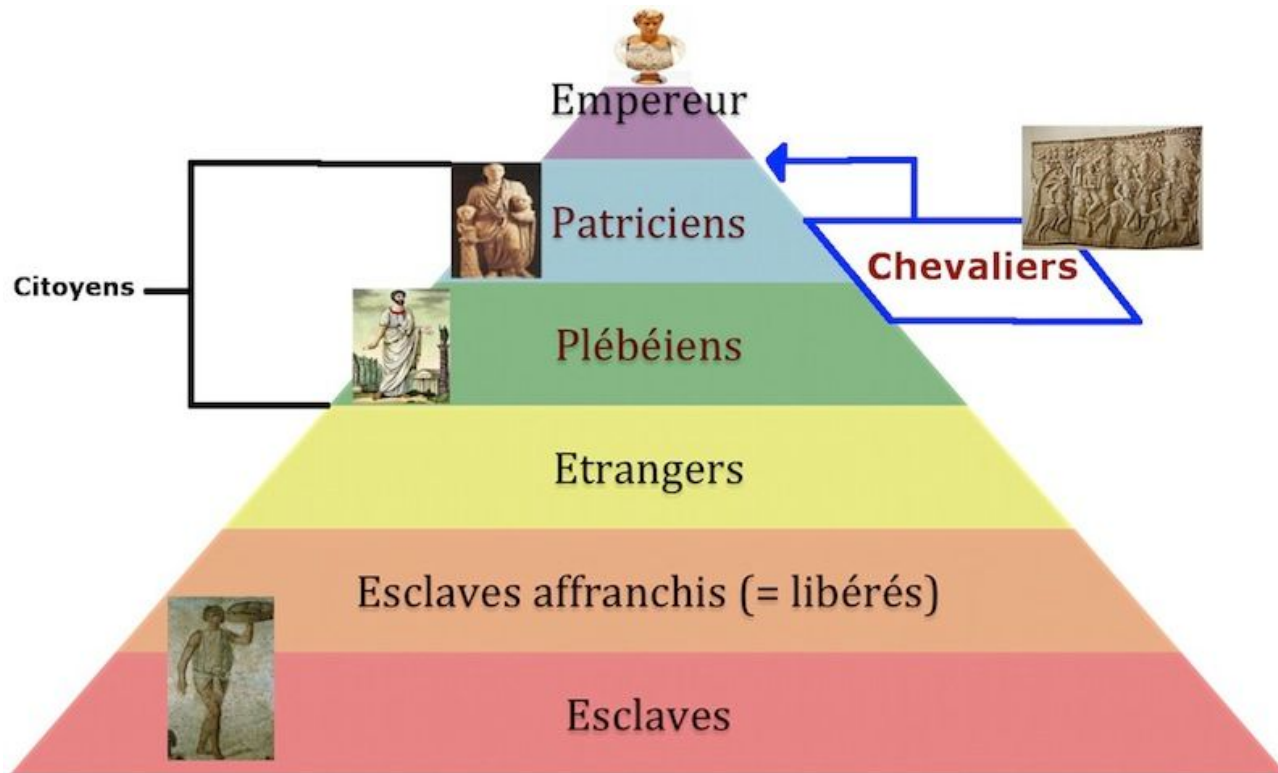 Empereur
Patriciens
Chevaliers
Citoyens
Plébéiens
Etrangers
Esclaves affranchis (= libérés)
Esclaves